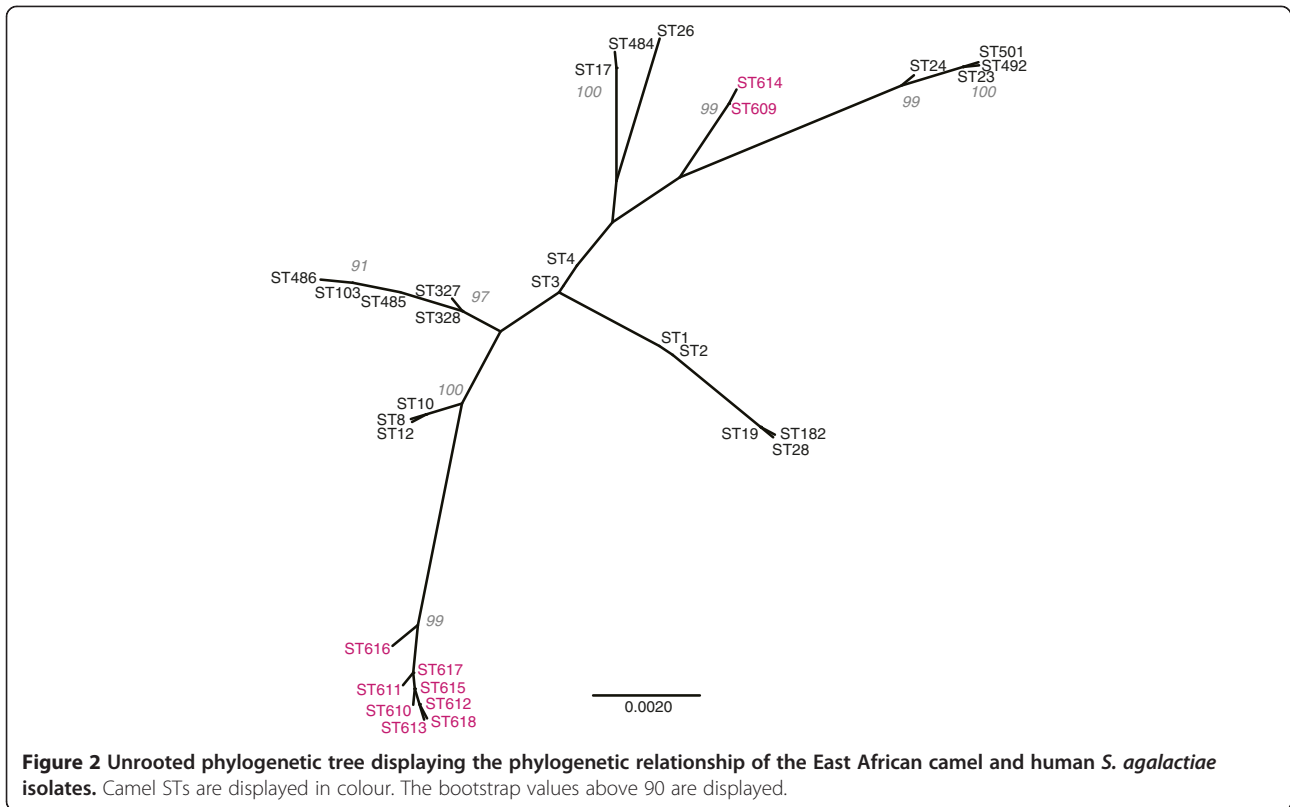 ST26
ST484
ST17
100
ST614
ST609
99
ST501
ST24
ST492
ST23
99
100
ST4
ST3
91
ST486
ST103
ST485
ST327
97
ST328
ST1
ST2
100
ST10
ST8
ST12
ST19
ST182
ST28
99
ST616
ST617
ST611
ST615
ST610
ST612
ST613
ST618
0.0020
Figure 2 Unrooted phylogenetic tree displaying the phylogenetic relationship of the East African camel and human S. agalactiae
isolates. Camel STs are displayed in colour. The bootstrap values above 90 are displayed.